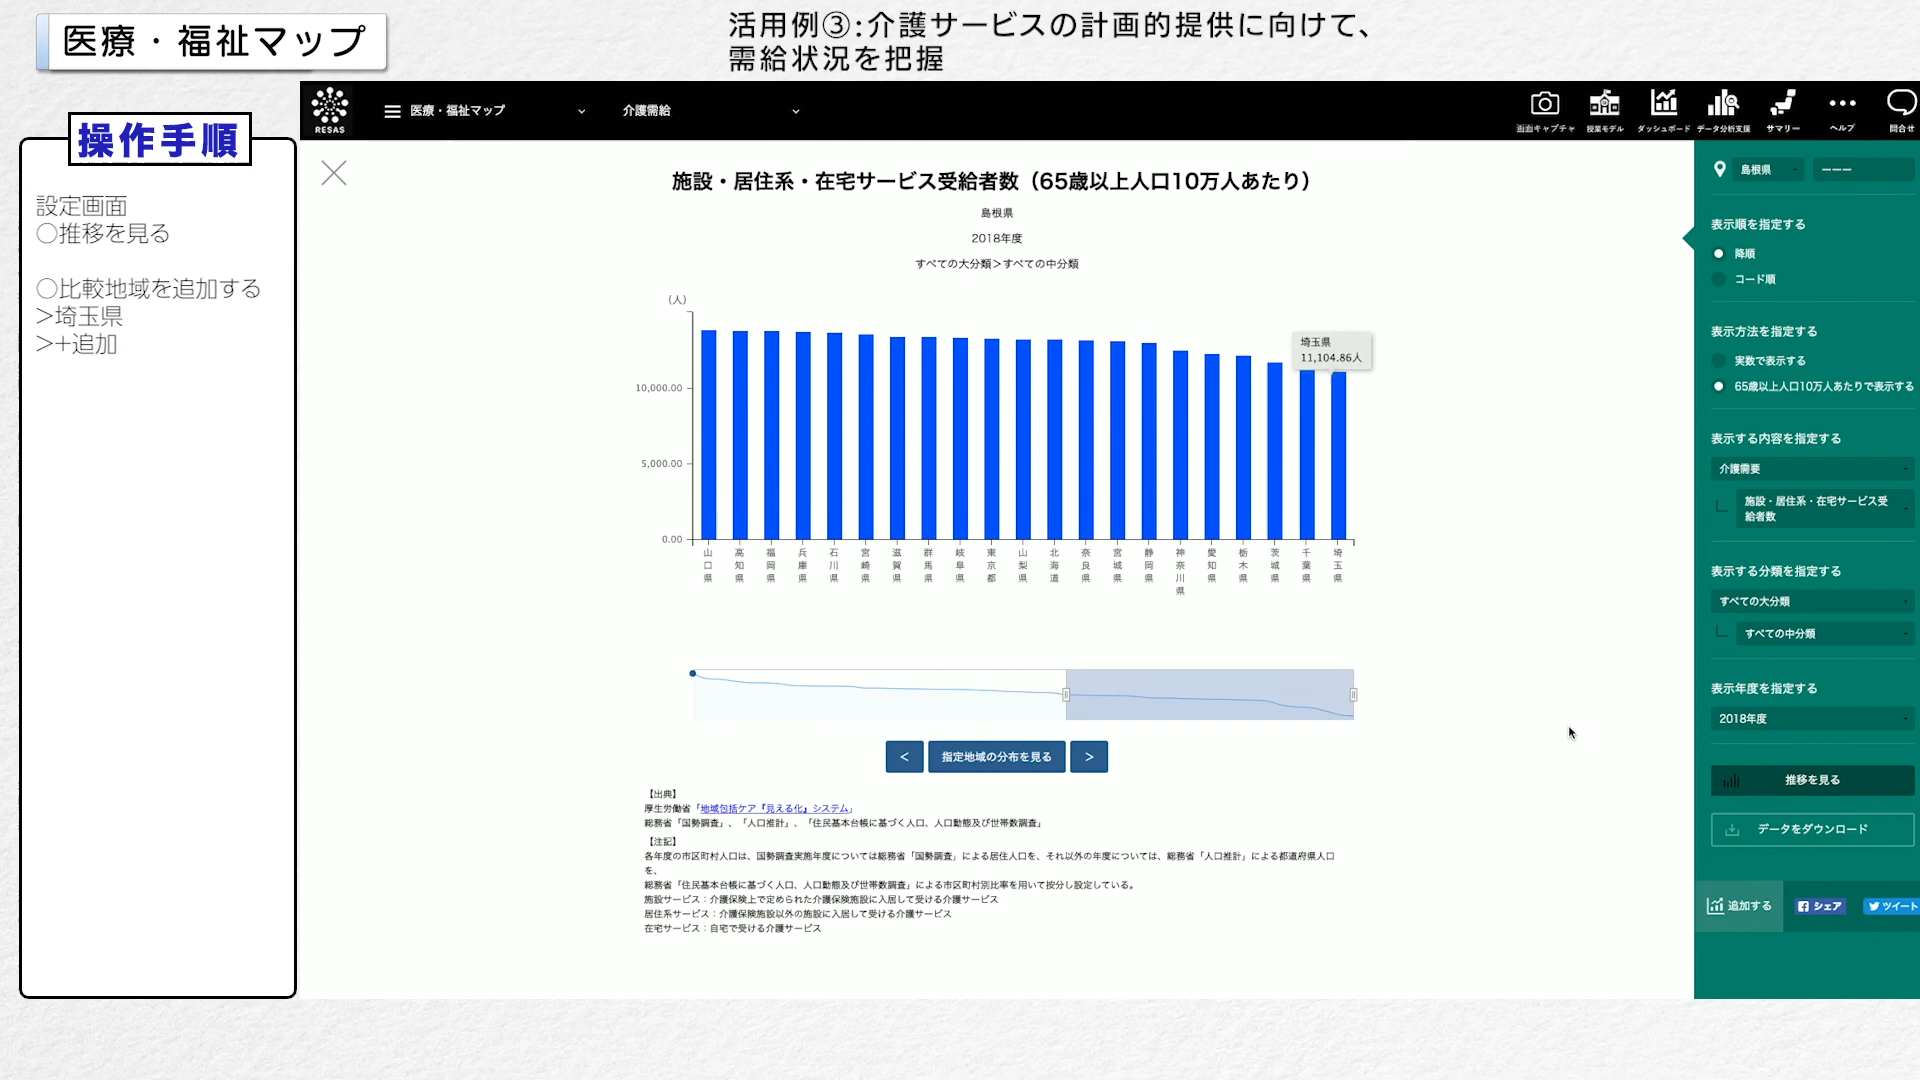 医療・福祉マップ
活用例③:介護サービスの計画的提供に向けて、
需給状況を把握
操作手順
設定画面
○推移を見る
○比較地域を追加する
>埼玉県
>+追加
RESAS
医療・福祉マップ
介護需給
画面キャプチャ
授業モデル
ダッシュボード
データ分析支援
サマリー
ヘルプ
問合せ
施設・居住系・在宅サービス受給者数（65歳以上人口10万人あたり）
島根県
2018年度
すべての大分類＞すべての中分類
(人)
埼玉県
11,104.86人
10,000.00
5,000.00
0.00
山口県
高知県
福岡県
兵庫県
石川県
宮崎県
滋賀県
群馬県
岐阜県
東京都
山梨県
北海道
奈良県
宮城県
静岡県
神奈川県
愛知県
栃木県
茨城県
千葉県
埼玉県
<
指定地域の分布を見る
>
【出典】
厚生労働省「地域包括ケア『見える化』システム」
総務省「国勢調査」、「人口推計」、「住民基本台帳に基づく人口、人口動態及び世帯数調査」
【注記】
各年度の市区町村人口は、国勢調査実施年度については総務省「国勢調査」による居住人口を、それ以外の年度については、総務省「人口推計」による都道府県人口
を、
総務省「住民基本台帳に基づく人口、人口動態及び世帯数調査」による市区町村別比率を用いて按分し設定している。
施設サービス：介護保険上で定められた介護保険施設に入居して受ける介護サービス
居住系サービス：介護保険施設以外の施設に入居して受ける介護サービス
在宅サービス：自宅で受ける介護サービス
島根県
---
表示順を指定する
降順
コード順
表示方法を指定する
実数で表示する
65歳以上人口10万人あたりで表示する
表示する内容を指定する
介護需要
施設・居住系・在宅サービス受
給者数
表示する分類を指定する
すべての大分類
すべての中分類
表示年度を指定する
2018年度
推移を見る
データをダウンロード
追加する
シェア
ツイート